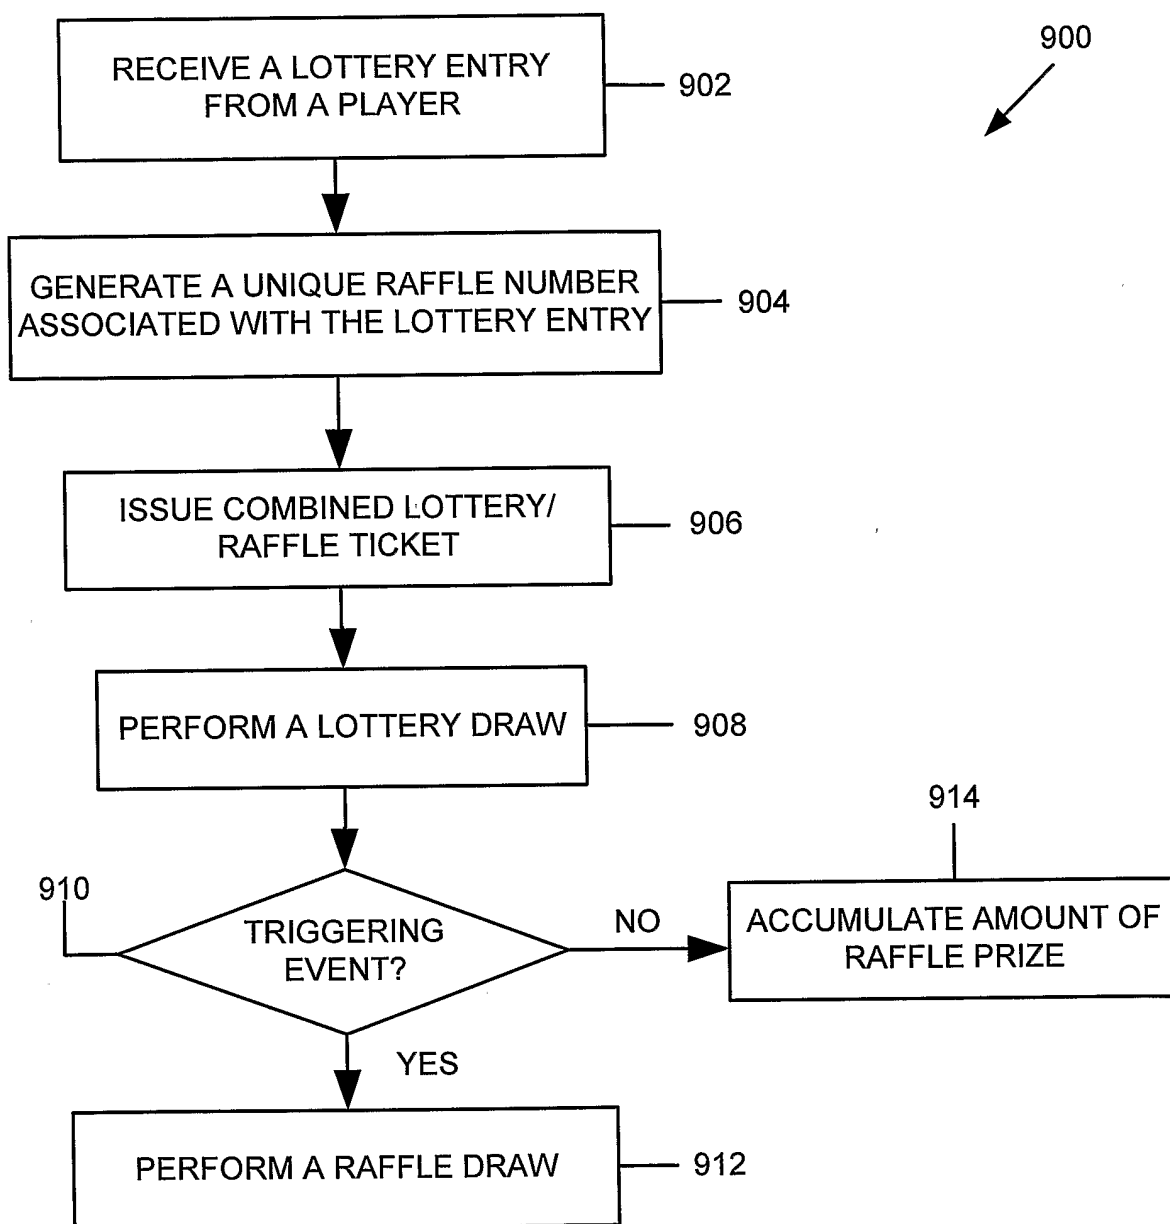 900
RECEIVE A LOTTERY ENTRY
FROM A PLAYER
902
GENERATE A UNIQUE RAFFLE NUMBER
ASSOCIATED WITH THE LOTTERY ENTRY
904
ISSUE COMBINED LOTTERY/
RAFFLE TICKET
906
PERFORM A LOTTERY DRAW
908
910
TRIGGERING
EVENT?
NO
914
ACCUMULATE AMOUNT OF
RAFFLE PRIZE
YES
PERFORM A RAFFLE DRAW
912